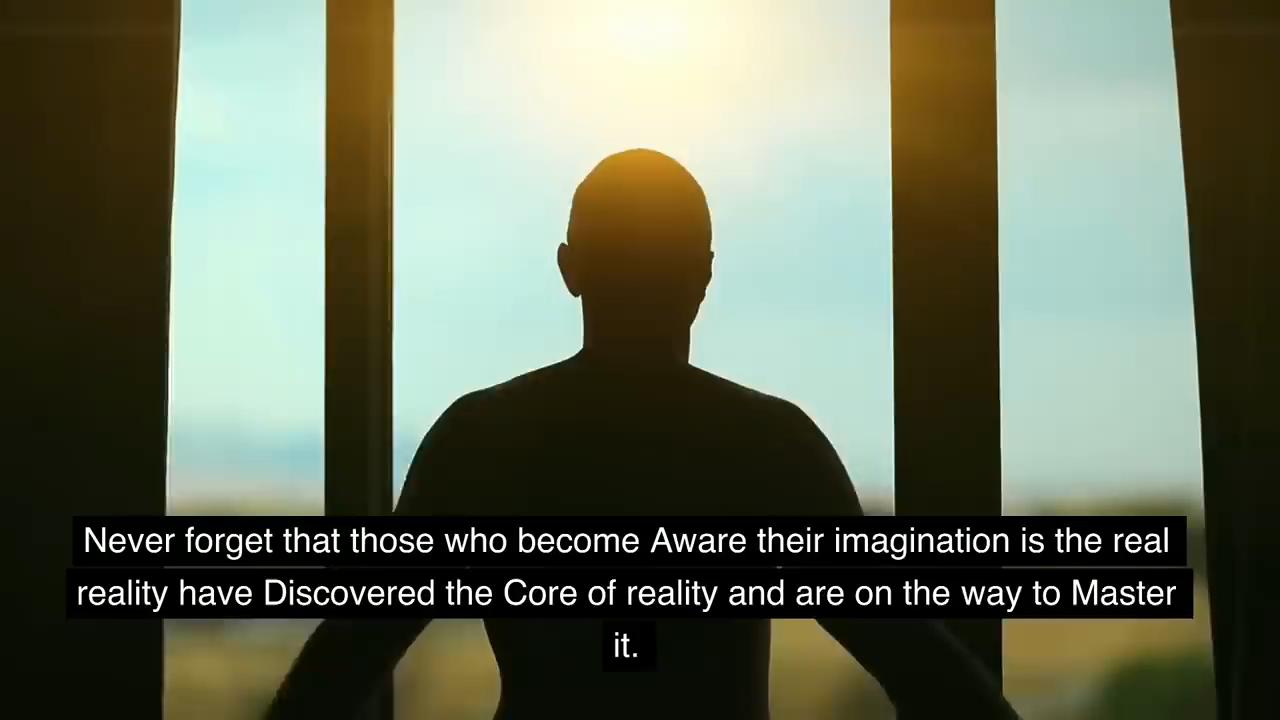 Never forget that those who become Aware their imagination is the real
reality have Discovered the Core of reality and are on the way to Master
it.